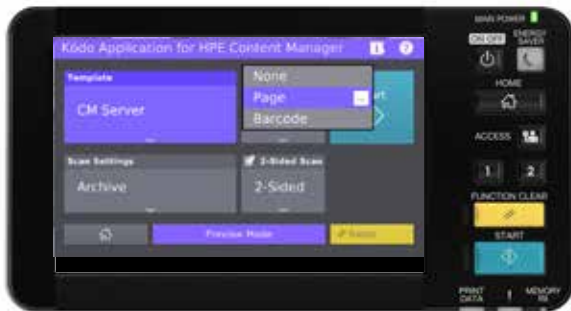 MAIN POWER
Kōdo Application for HPE Content Manager
ON/OFF ENERGY SAVER
Template
None
CM Server
Page ...
Barcode
HOME
ACCESS
Scan Settings
2-Sided Scan
Archive
2-Sided
1 2
FUNCTION CLEAR
Preview Mode
Reset
START
PRINT DATA ! MEMORY RX